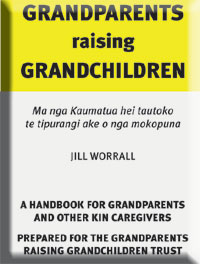 GRANDPARENTS
raising
GRANDCHILDREN
Ma nga Kaumatua hei tautoko
te tipurangi ake o nga mokopuna
JILL WORRALL
A HANDBOOK FOR GRANDPARENTS
AND OTHER KIN CAREGIVERS
PREPARED FOR THE GRANDPARENTS
RAISING GRANDCHILDREN TRUST